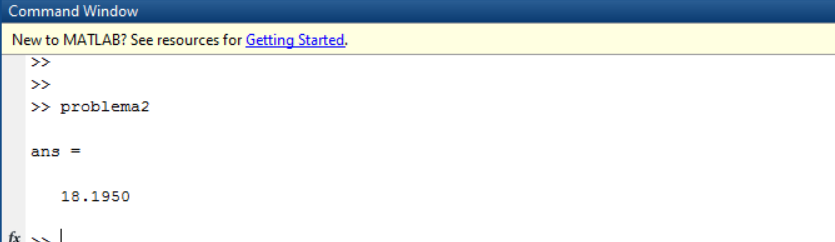 Command Window
New to MATLAB? See resources for Getting Started.
>>
>>
>> problema2
ans =
18.1950
fx >>